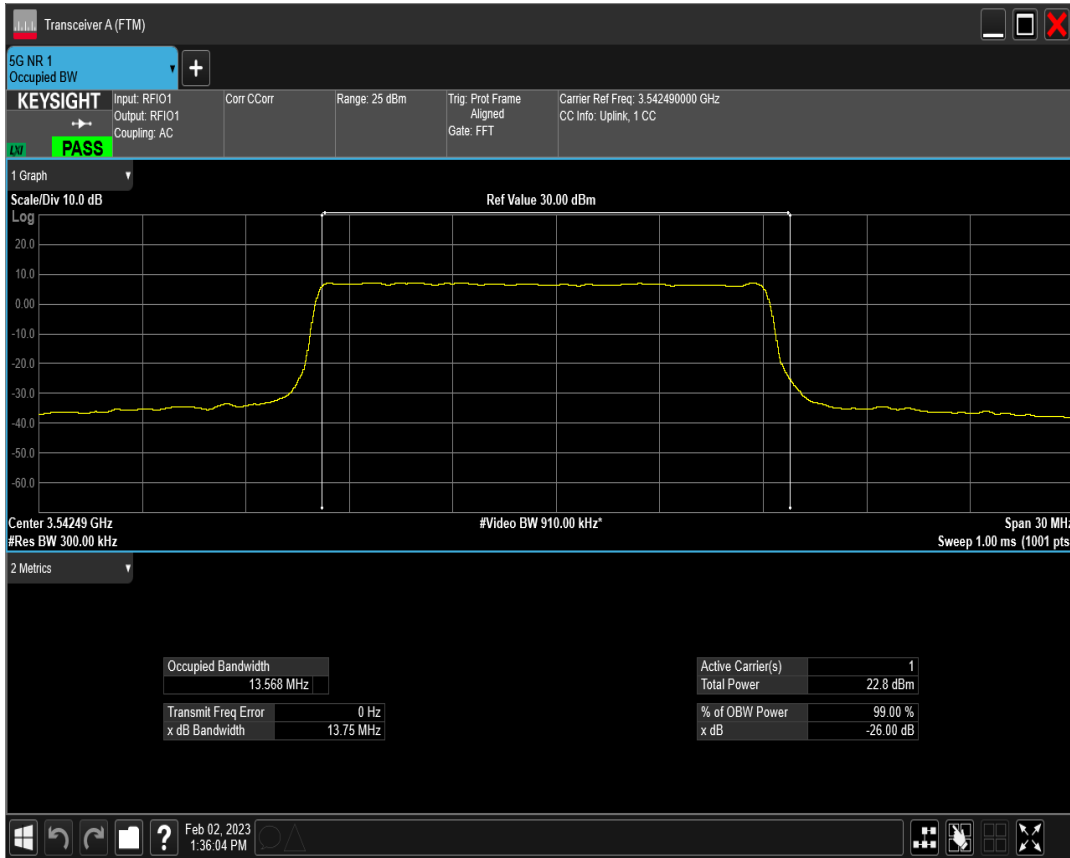 Transceiver A (FTM)
5G NR 1
Occupied BW
+
KEYSIGHT
LXI
PASS
Input: RFIO1
Output: RFIO1
Coupling: AC
Corr CCorr
Range: 25 dBm
Trig: Prot Frame
Aligned
Gate: FFT
Carrier Ref Freq: 3.542490000 GHz
CC Info: Uplink, 1 CC
1 Graph
Scale/Div 10.0 dB
Ref Value 30.00 dBm
Log
20.0
10.0
0.00
-10.0
-20.0
-30.0
-40.0
-50.0
-60.0
Center 3.54249 GHz
#Video BW 910.00 kHz*
Span 30 MHz
#Res BW 300.00 kHz
Sweep 1.00 ms (1001 pts
2 Metrics
Occupied Bandwidth
13.568 MHz
Transmit Freq Error 0 Hz
x dB Bandwidth 13.75 MHz
Active Carrier(s) 1
Total Power 22.8 dBm
% of OBW Power 99.00 %
x dB -26.00 dB
?
Feb 02, 2023
1:36:04 PM